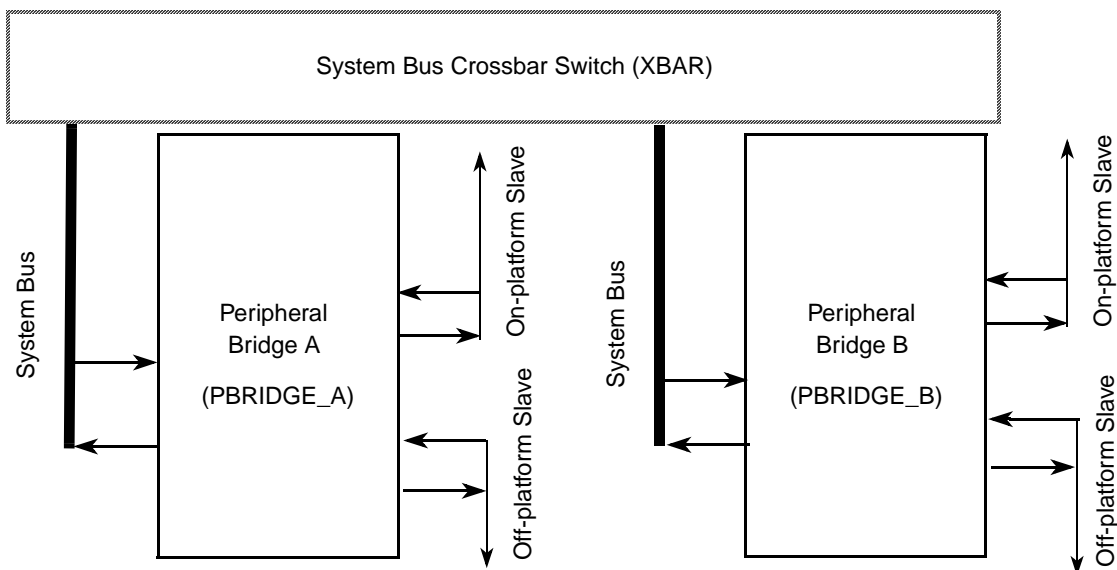 System Bus Crossbar Switch (XBAR)
System Bus
Peripheral
Bridge A
(PBRIDGE_A)
On-platform Slave
Off-platform Slave
System Bus
Peripheral
Bridge B
(PBRIDGE_B)
On-platform Slave
Off-platform Slave